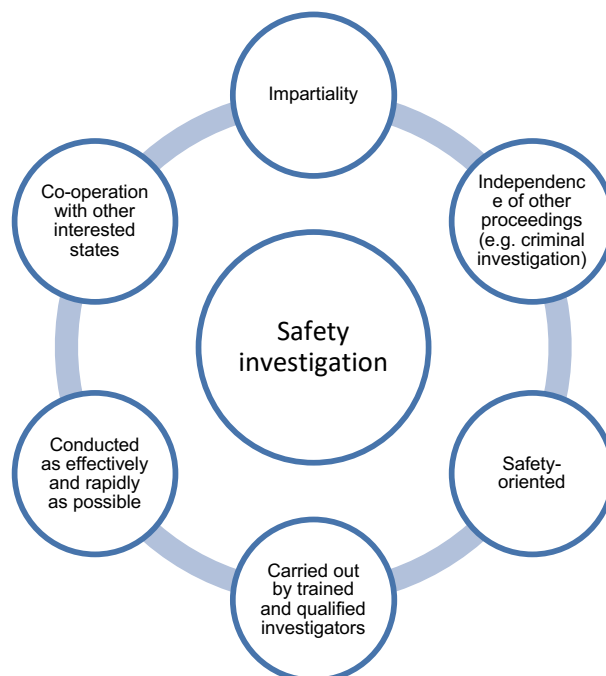 Impartiality
Independenc
e of other
proceedings
(e.g. criminal
investigation)
Safety-
oriented
Carried out
by trained
and qualified
investigators
Conducted
as effectively
and rapidly
as possible
Co-operation
with other
interested
states
Safety
investigation